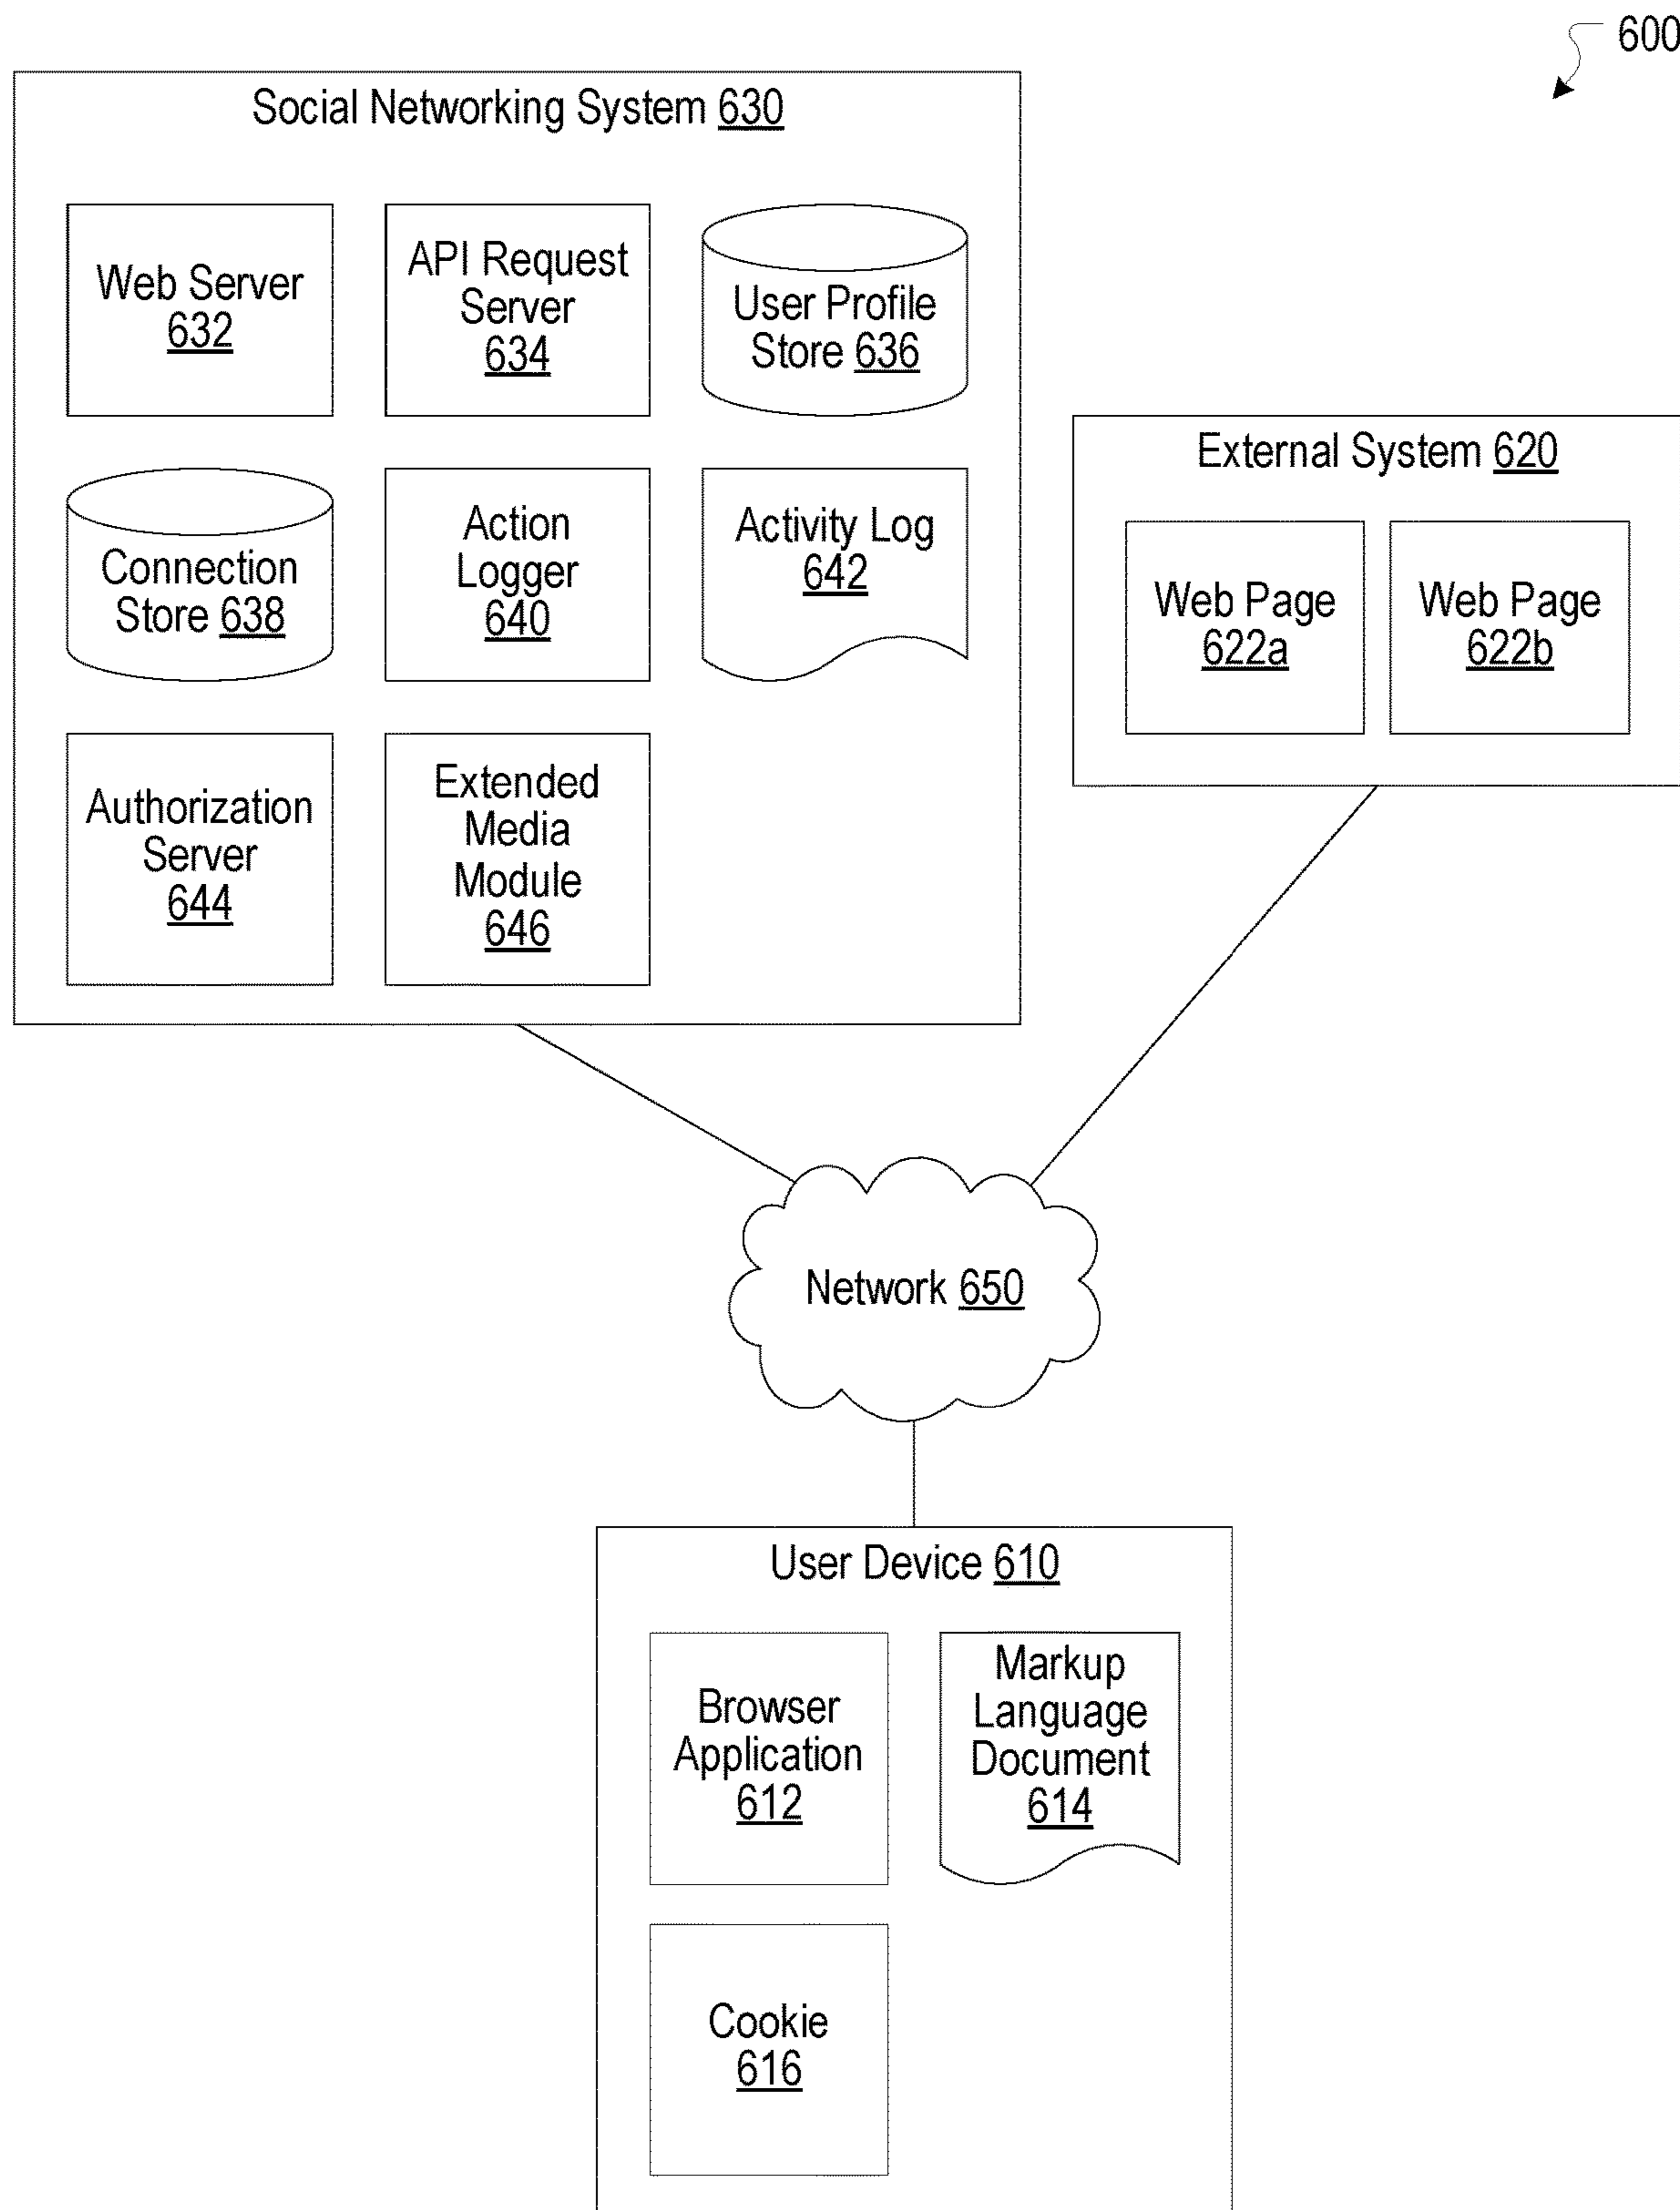 600
Social Networking System 630
Web Server
632
API Request
Server
634
User Profile
Store 636
Connection
Store 638
Action
Logger
640
Activity Log
642
Authorization
Server
644
Extended
Media
Module
646
External System 620
Web Page
622a
Web Page
622b
Network 650
User Device 610
Browser
Application
612
Markup
Language
Document
614
Cookie
616